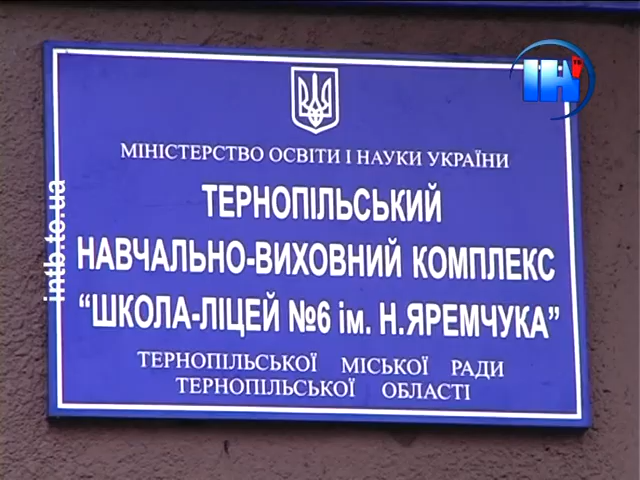 МІНІСТЕРСТВО ОСВІТИ І НАУКИ УКРАЇНИ
ТЕРНОПІЛЬСЬКИЙ
НАВЧАЛЬНО-ВИХОВНИЙ КОМПЛЕКС
“ШКОЛА-ЛІЦЕЙ №6 ім. Н.ЯРЕМЧУКА”
ТЕРНОПІЛЬСЬКОЇ МІСЬКОЇ РАДИ
ТЕРНОПІЛЬСЬКОЇ ОБЛАСТІ
intb.te.ua